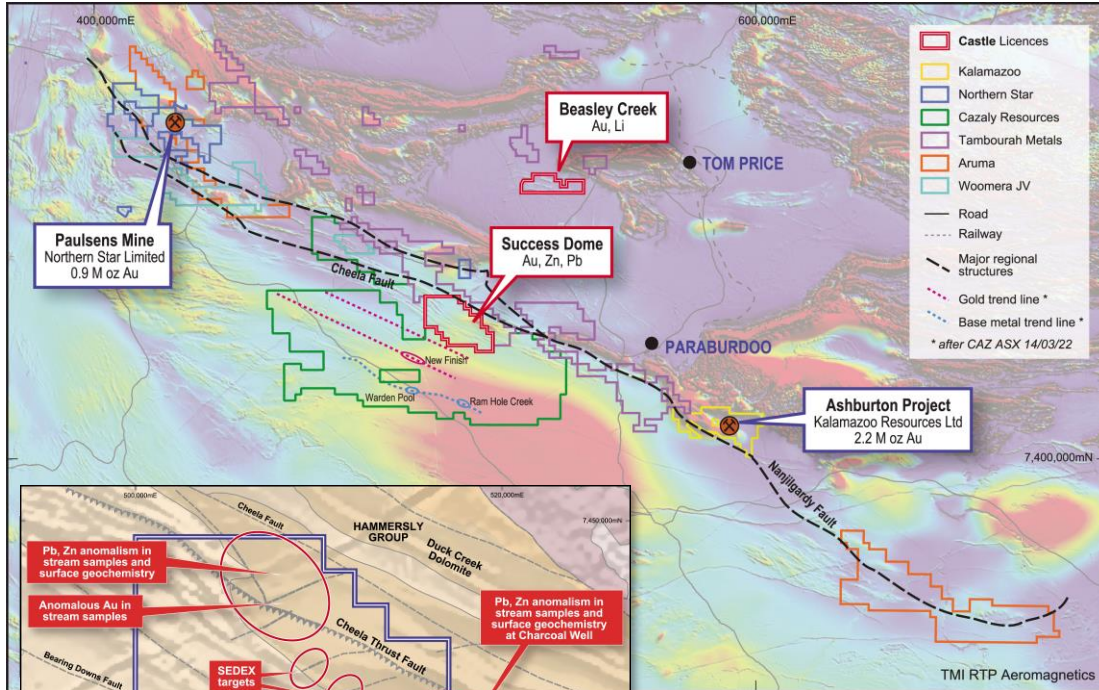 400,000mE
600,000mE
Castle Licences
Kalamazoo
Northern Star
Cazaly Resources
Tambourah Metals
Aruma
Woomera JV
Road
Railway
Major regional
structures
Gold trend line *
Base metal trend line *
* after CAZ ASX 14/03/22
Beasley Creek
Au, Li
TOM PRICE
Paulsens Mine
Northern Star Limited
0.9 M oz Au
Success Dome
Au, Zn, Pb
Cheela Fault
PARABURDOO
New Finish
Warden Pool
Ram Hole Creek
Ashburton Project
Kalamazoo Resources Ltd
2.2 M oz Au
7,400,000mN
Nanjilgardy Fault
TMI RTP Aeromagnetics
500,000mE
520,000mE
7,450,000mN
Cheela Fault
HAMMERSLY
GROUP
Duck Creek
Dolomite
Pb, Zn anomalism in
stream samples and
surface geochemistry
Anomalous Au in
stream samples
Cheela Thrust Fault
Pb, Zn anomalism in
stream samples and
surface geochemistry
at Charcoal Well
Bearing Downs Fault
SEDEX
targets